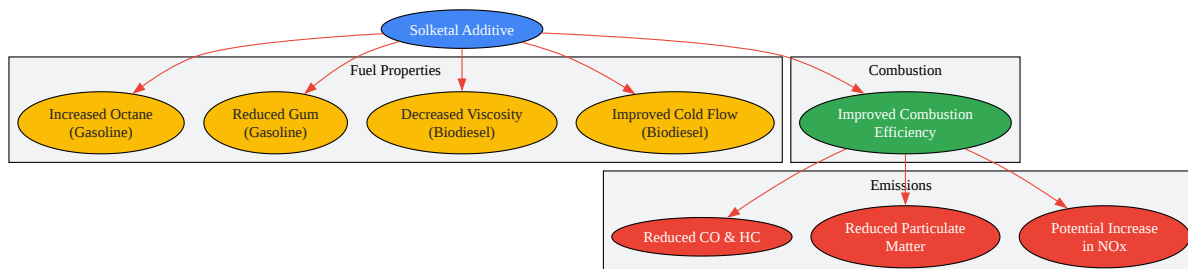 Solketal Additive
Fuel Properties
Combustion
Increased Octane
(Gasoline)
Reduced Gum
(Gasoline)
Decreased Viscosity
(Biodiesel)
Improved Cold Flow
(Biodiesel)
Improved Combustion
Efficiency
Emissions
Reduced CO & HC
Reduced Particulate
Matter
Potential Increase
in NOx